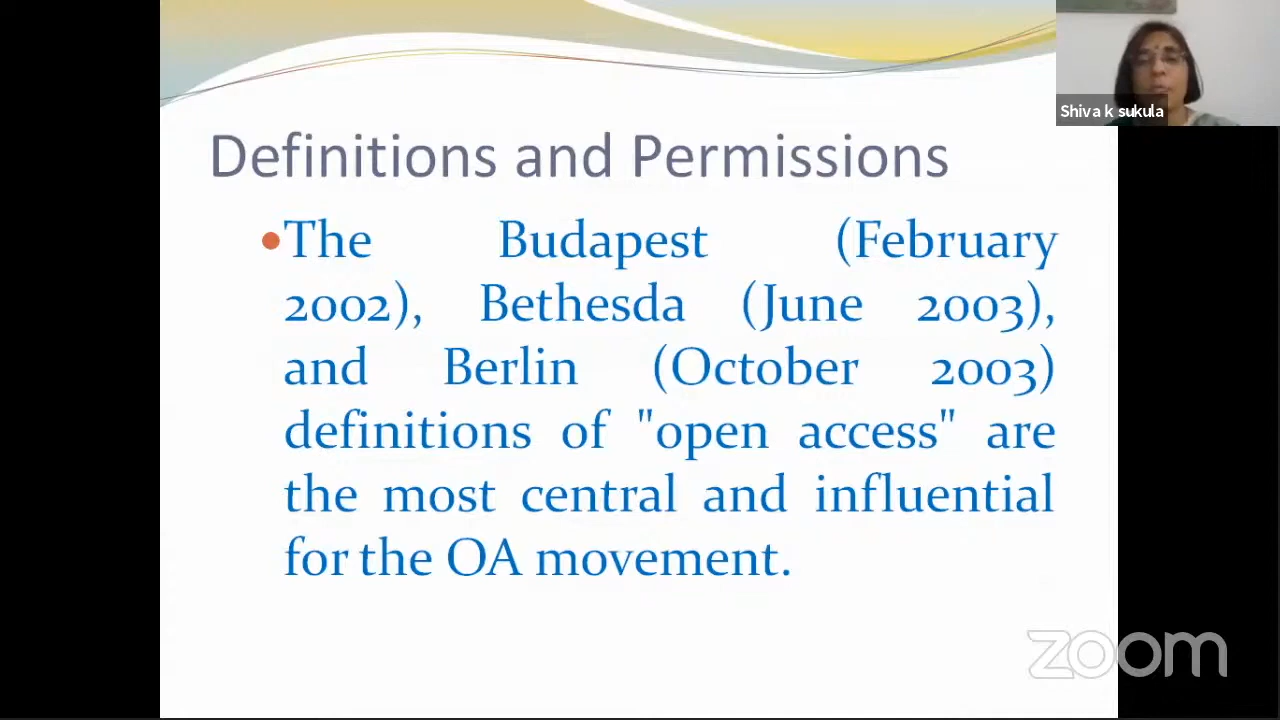 Shiva k sukula
Definitions and Permissions
•The Budapest (February
2002), Bethesda (June 2003),
and Berlin (October 2003)
definitions of "open access" are
the most central and influential
for the OA movement.
zoom